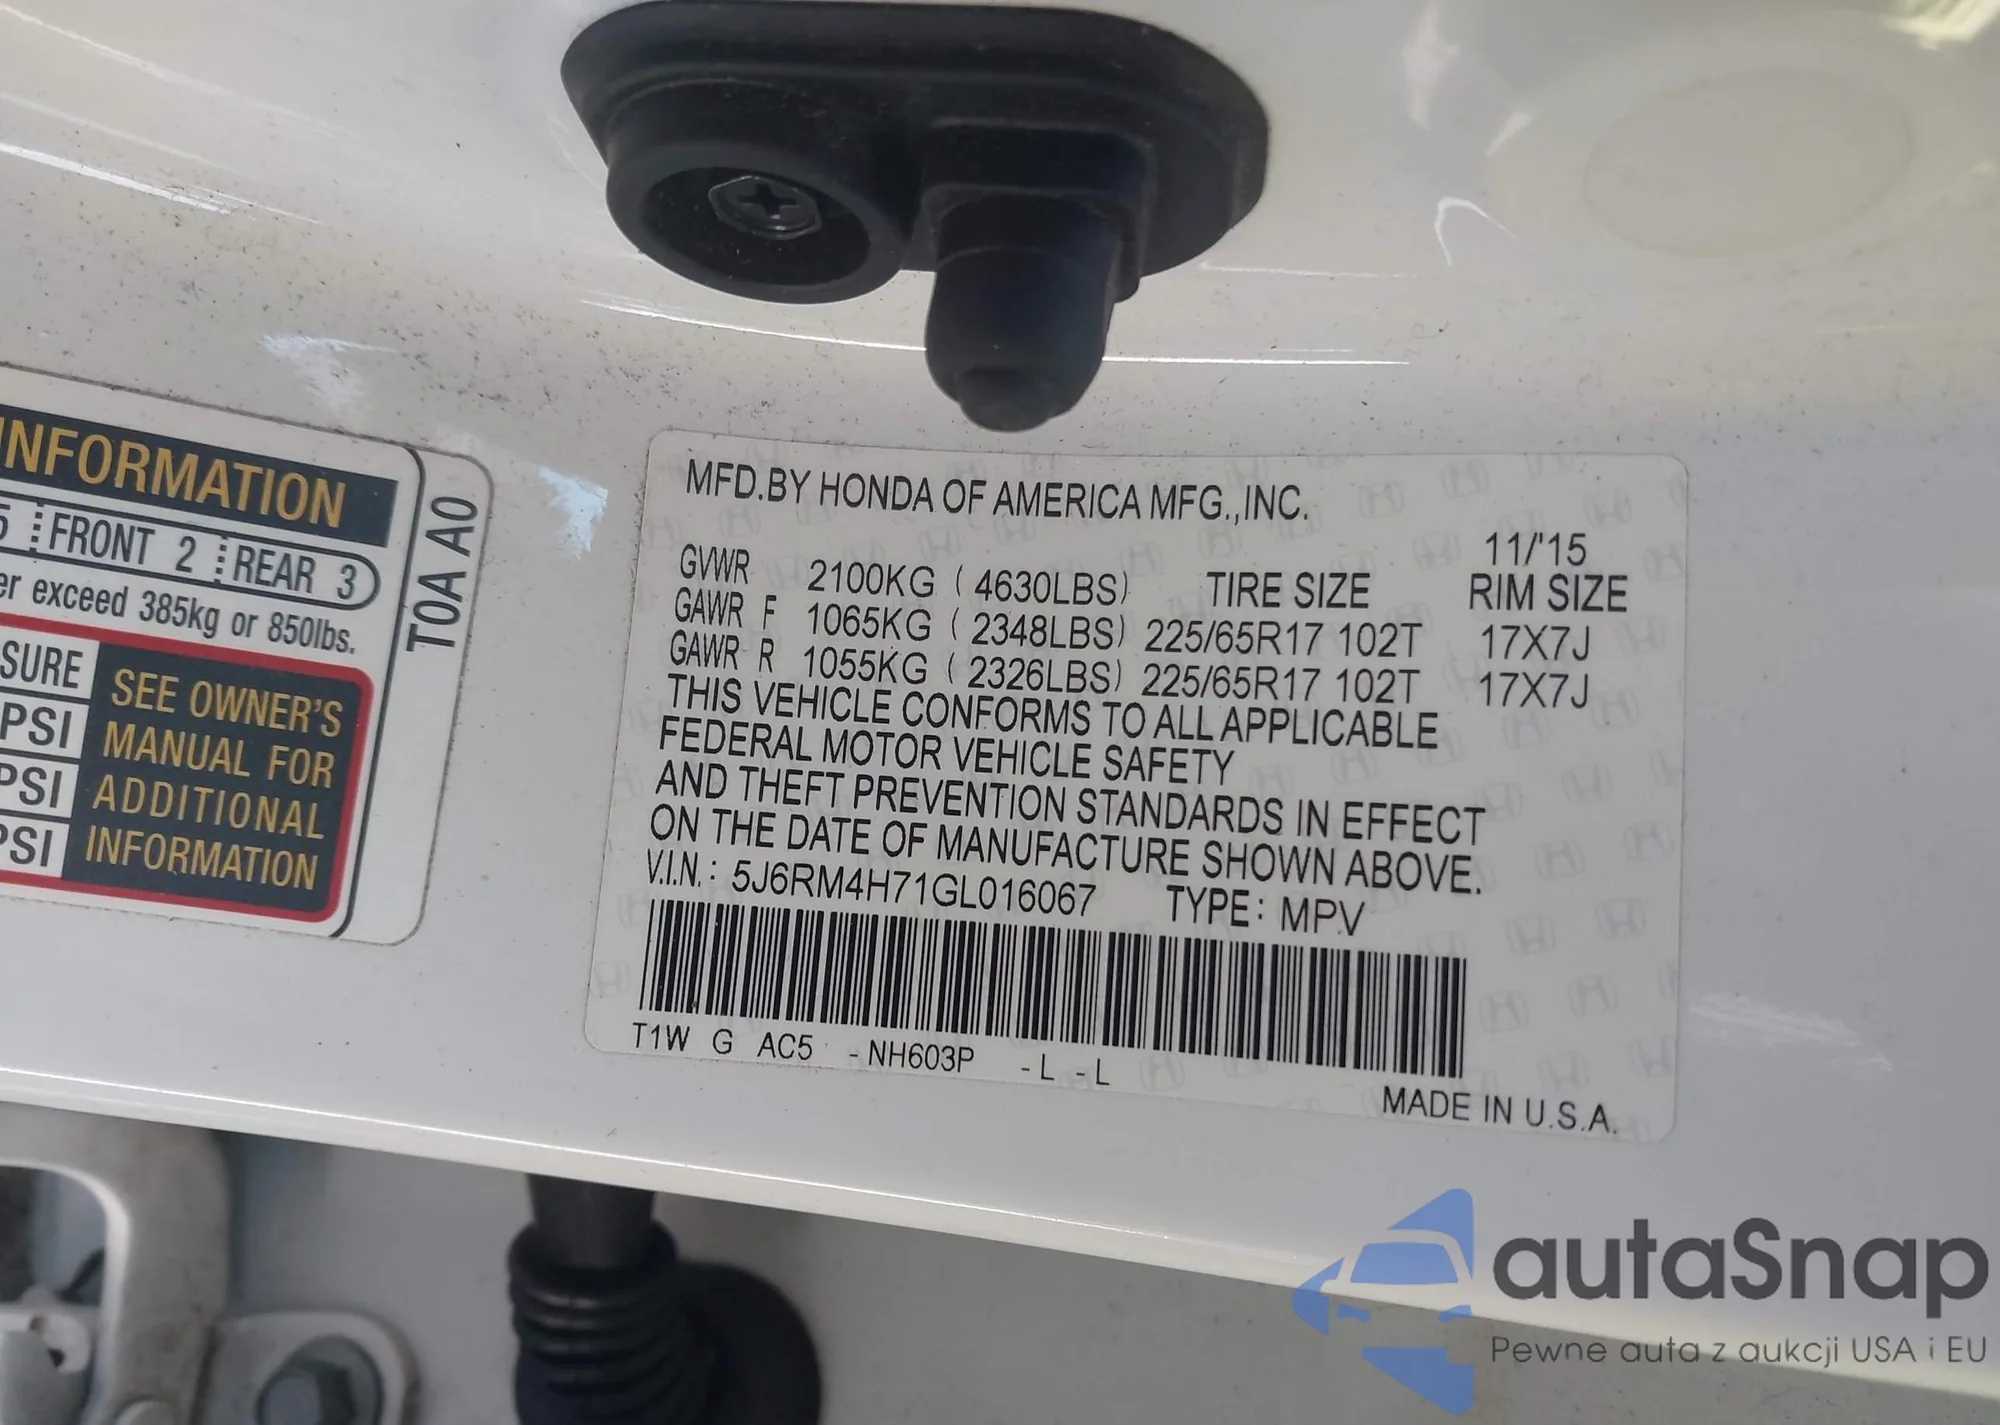 INFORMATION
5 FRONT 2 REAR 3
er exceed 385kg or 850lbs.
SURE
PSI
PSI
PSI
SEE OWNER'S
MANUAL FOR
ADDITIONAL
INFORMATION
T0A A0
MFD.BY HONDA OF AMERICA MFG.,INC.
11/'15
GVWR 2100KG ( 4630LBS) TIRE SIZE RIM SIZE
GAWR F 1065KG ( 2348LBS) 225/65R17 102T 17X7J
GAWR R 1055KG ( 2326LBS) 225/65R17 102T 17X7J
THIS VEHICLE CONFORMS TO ALL APPLICABLE
FEDERAL MOTOR VEHICLE SAFETY
AND THEFT PREVENTION STANDARDS IN EFFECT
ON THE DATE OF MANUFACTURE SHOWN ABOVE.
V.I.N.: 5J6RM4H71GL016067 TYPE: MPV
T1W G AC5 -NH603P -L -L
MADE IN U.S.A.
autaSnap
Pewne auta z aukcji USA i EU